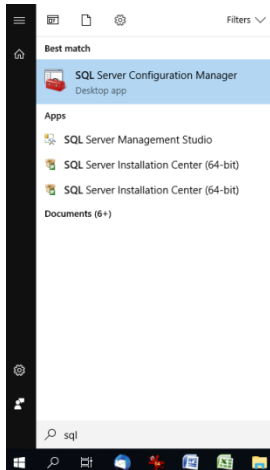 Filters
Best match
SQL Server Configuration Manager
Desktop app
Apps
SQL Server Management Studio
SQL Server Installation Center (64-bit)
SQL Server Installation Center (64-bit)
Documents (6+)
sql